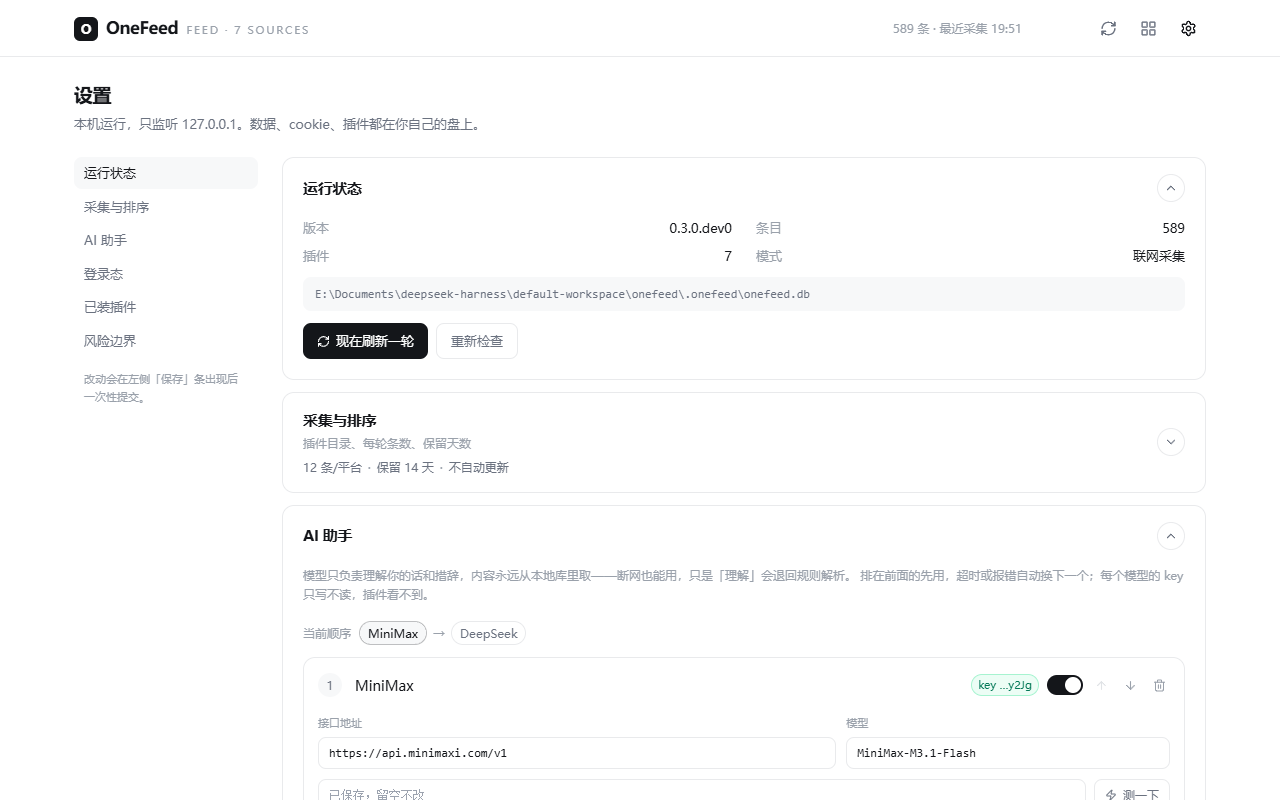 O OneFeed FEED · 7 SOURCES
589 条 · 最近采集 19:51
设置
本机运行，只监听 127.0.0.1。数据、cookie、插件都在你自己的盘上。
运行状态
采集与排序
AI 助手
登录态
已装插件
风险边界
改动会在左侧「保存」条出现后
一次性提交。
运行状态
版本 0.3.0.dev0 条目 589
插件 7 模式 联网采集
E:\Documents\deepseek-harness\default-workspace\onefeed\.onefeed\onefeed.db
现在刷新一轮 重新检查
采集与排序
插件目录、每轮条数、保留天数
12 条/平台 · 保留 14 天 · 不自动更新
AI 助手
模型只负责理解你的话和措辞，内容永远从本地库里取——断网也能用，只是「理解」会退回规则解析。 排在前面的先用，超时或报错自动换下一个；每个模型的 key
只写不读，插件看不到。
当前顺序 MiniMax → DeepSeek
1 MiniMax key …y2Jg
接口地址 模型
https://api.minimaxi.com/v1 MiniMax-M3.1-Flash
已保存，留空不改 测一下